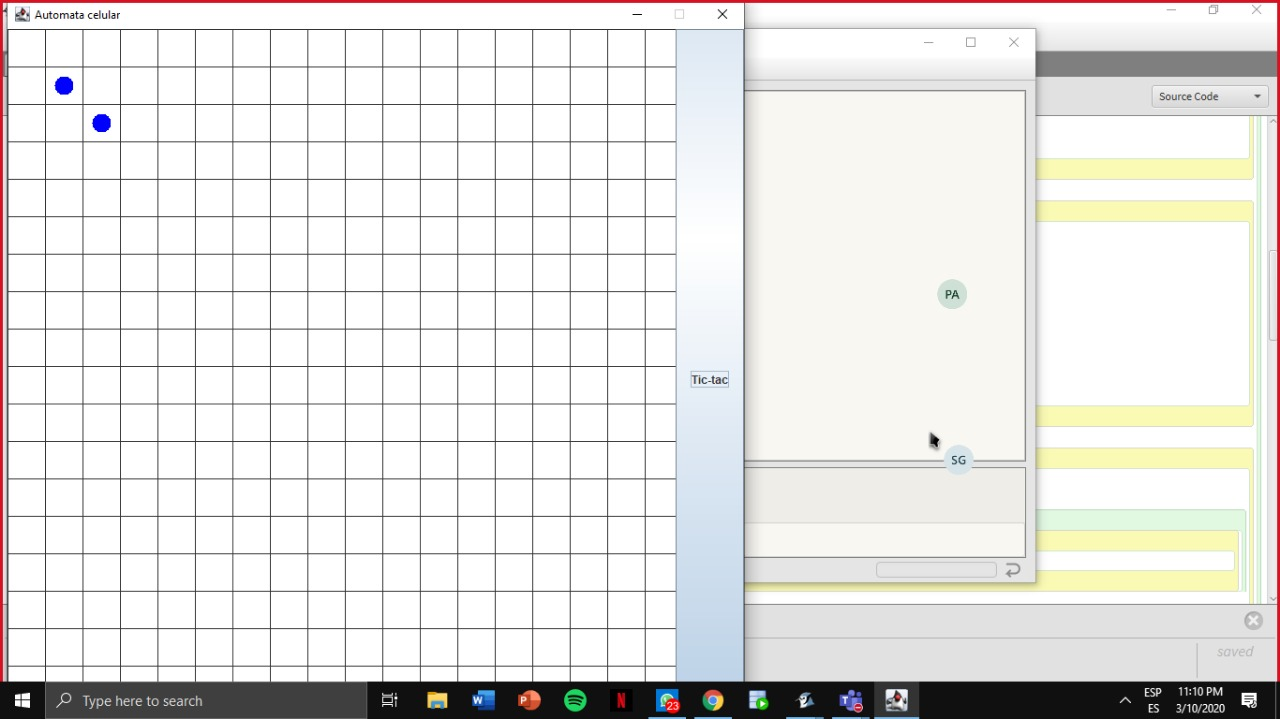 Automata celular
Source Code
PA
Tic-tac
SG
saved
Type here to search
23
ESP
ES
11:10 PM
3/10/2020